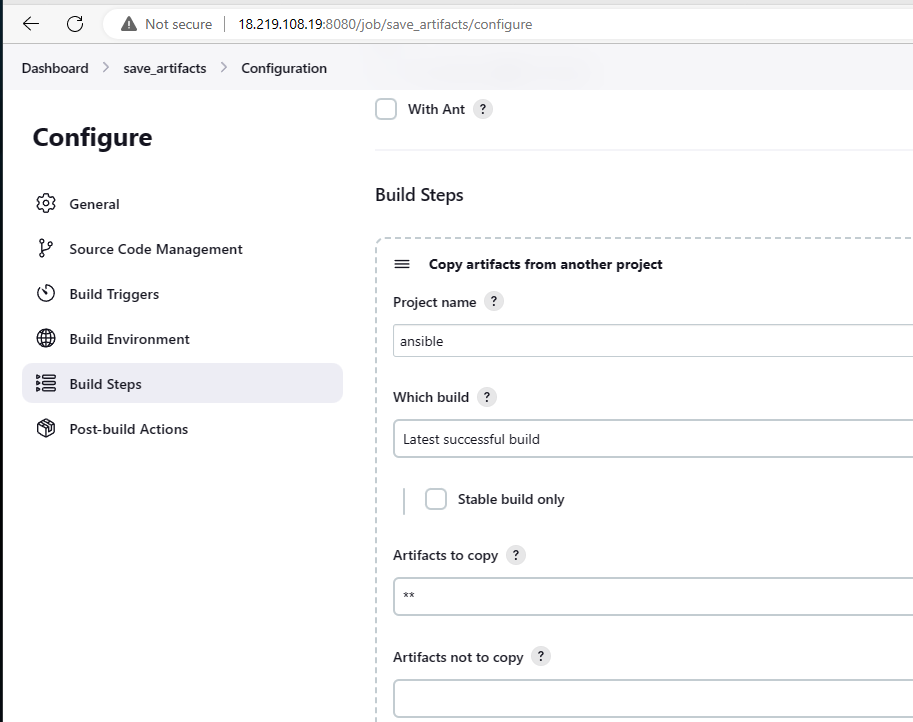 Not secure 18.219.108.19:8080/job/save_artifacts/configure
Dashboard save_artifacts Configuration
With Ant ?
Configure
General
Source Code Management
Build Triggers
Build Environment
Build Steps
Post-build Actions
Build Steps
Copy artifacts from another project
Project name ?
ansible
Which build ?
Latest successful build
Stable build only
Artifacts to copy ?
**
Artifacts not to copy ?